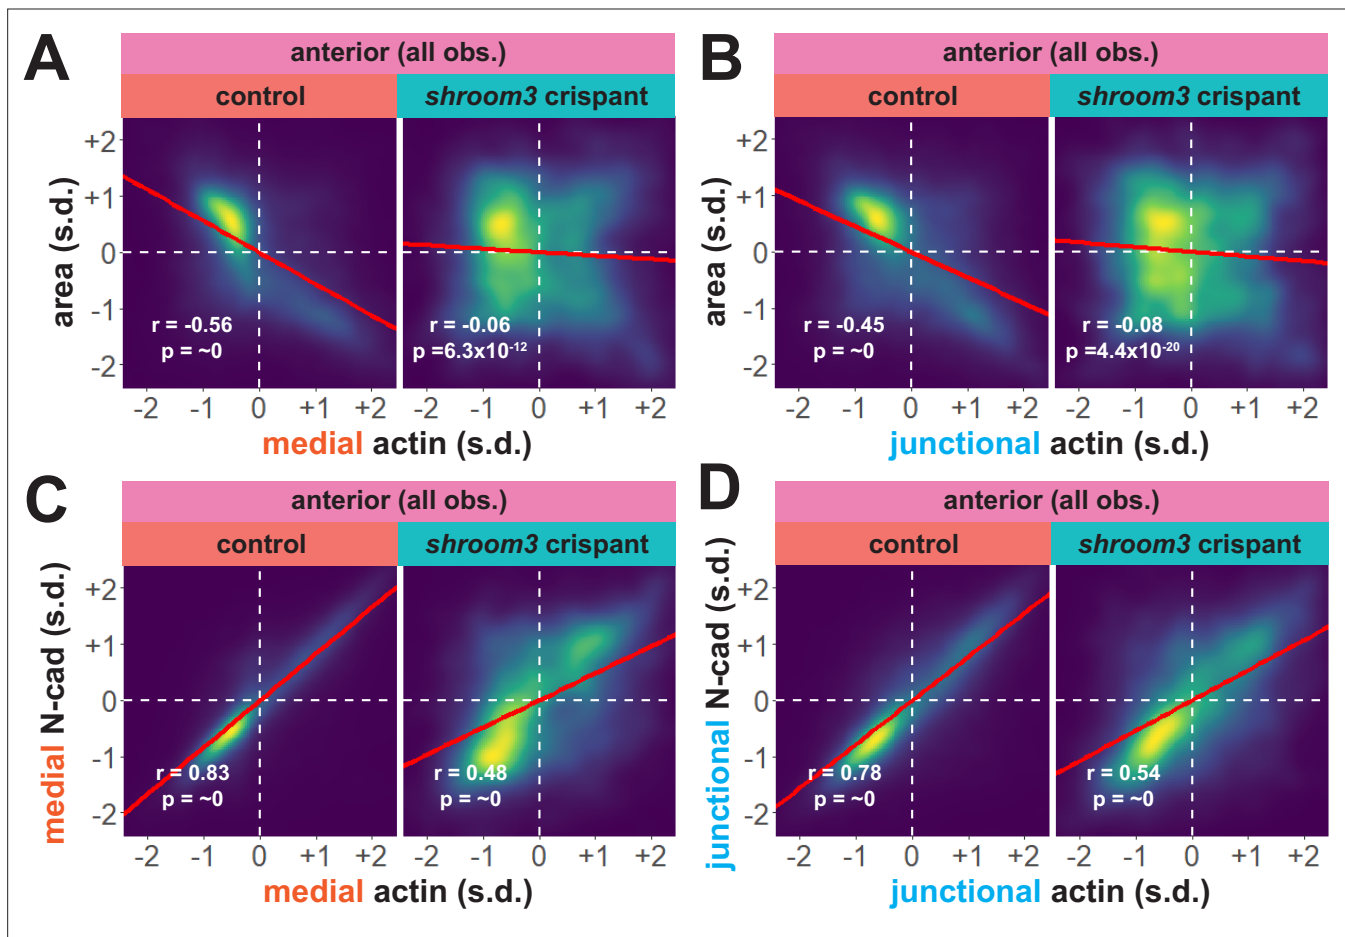 A
anterior (all obs.)
control
shroom3 crispant
area (s.d.)
+2
+1
0
-1
-2
r = -0.56
p = ~0
r = -0.06
p =6.3x10⁻¹²
-2 -1 0 +1 +2
-2 -1 0 +1 +2
medial actin (s.d.)
B
anterior (all obs.)
control
shroom3 crispant
area (s.d.)
+2
+1
0
-1
-2
r = -0.45
p = ~0
r = -0.08
p =4.4x10⁻²⁰
-2 -1 0 +1 +2
-2 -1 0 +1 +2
junctional actin (s.d.)
C
anterior (all obs.)
control
shroom3 crispant
medial N-cad (s.d.)
+2
+1
0
-1
-2
r = 0.83
p = ~0
r = 0.48
p = ~0
-2 -1 0 +1 +2
-2 -1 0 +1 +2
medial actin (s.d.)
D
anterior (all obs.)
control
shroom3 crispant
junctional N-cad (s.d.)
+2
+1
0
-1
-2
r = 0.78
p = ~0
r = 0.54
p = ~0
-2 -1 0 +1 +2
-2 -1 0 +1 +2
junctional actin (s.d.)